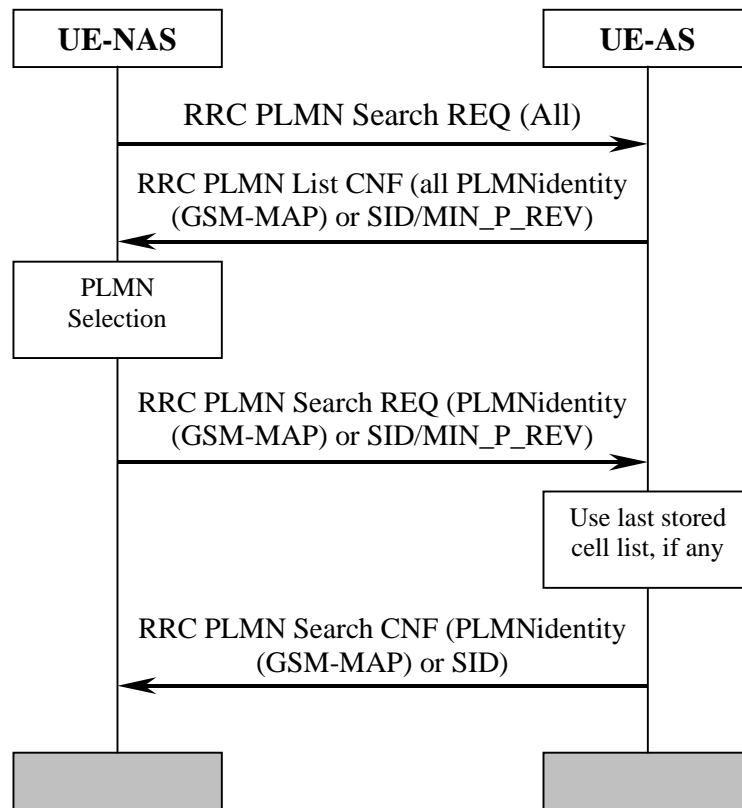 UE-NAS
UE-AS
RRC PLMN Search REQ (All)
RRC PLMN List CNF (all PLMNidentity
(GSM-MAP) or SID/MIN_P_REV)
PLMN
Selection
RRC PLMN Search REQ (PLMNidentity
(GSM-MAP) or SID/MIN_P_REV)
Use last stored
cell list, if any
RRC PLMN Search CNF (PLMNidentity
(GSM-MAP) or SID)